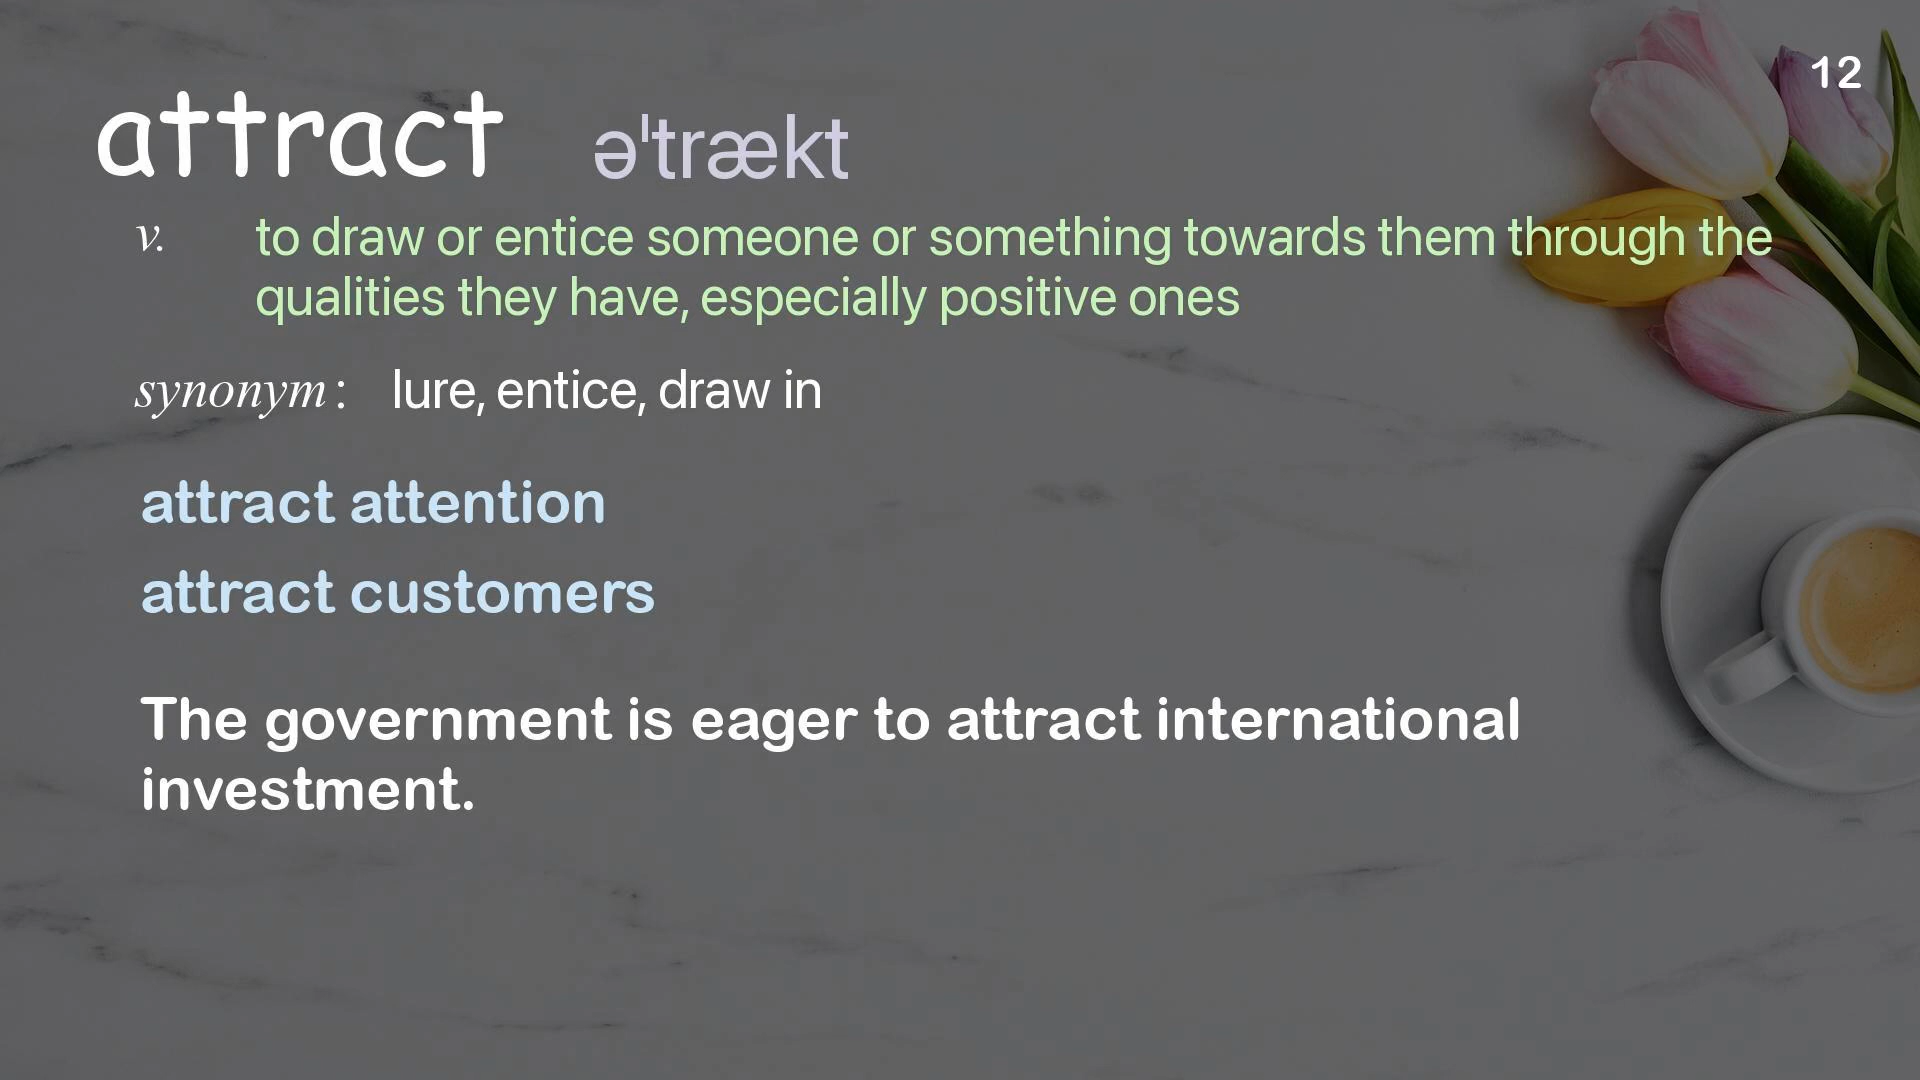 12
attract əˈtrækt
v. to draw or entice someone or something towards them through the
qualities they have, especially positive ones
synonym: lure, entice, draw in
attract attention
attract customers
The government is eager to attract international
investment.